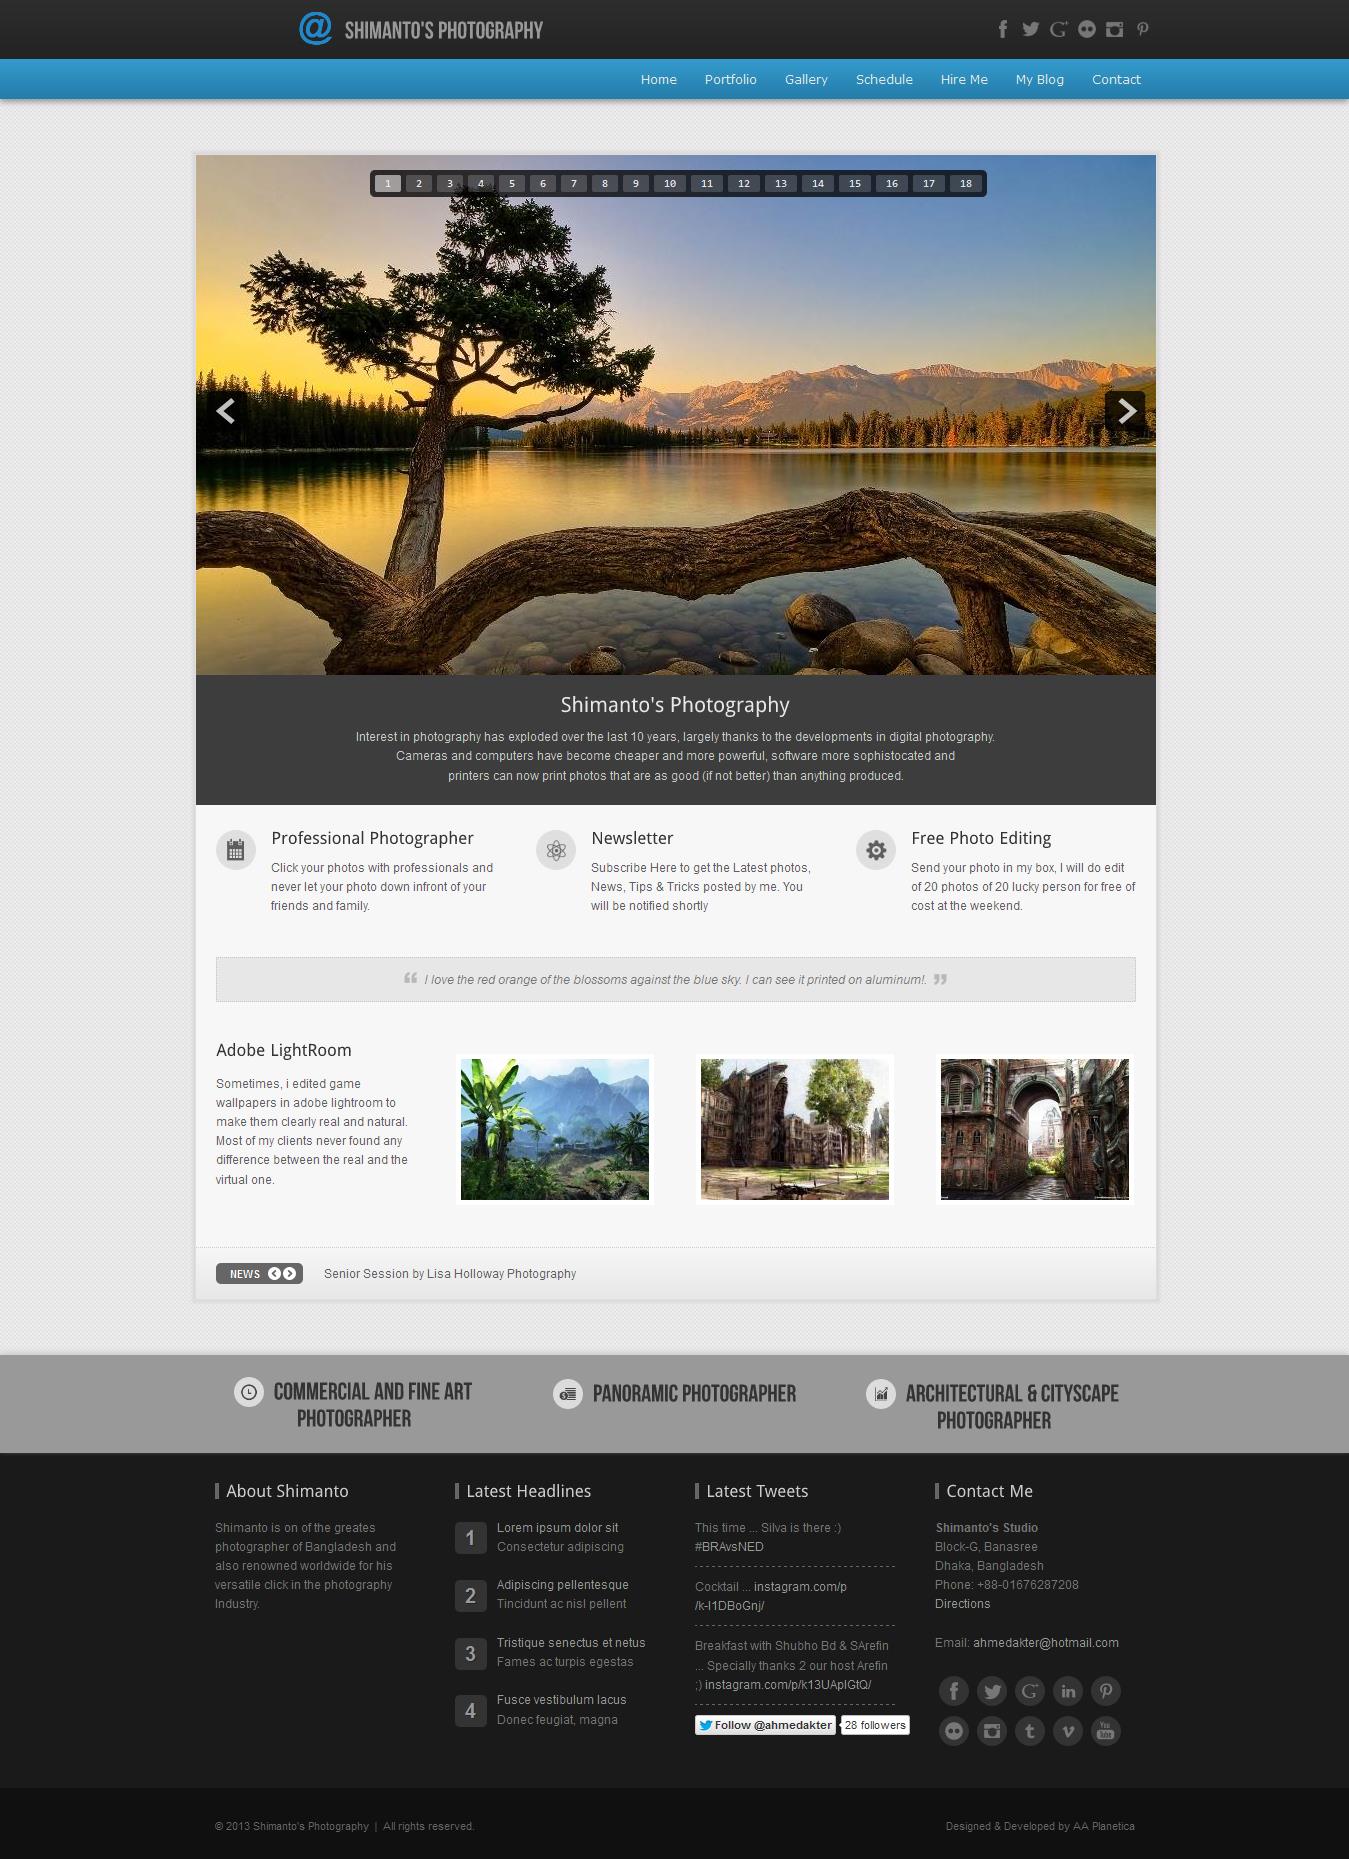 @ SHIMANTO'S PHOTOGRAPHY
Home Portfolio Gallery Schedule Hire Me My Blog Contact
1 2 3 4 5 6 7 8 9 10 11 12 13 14 15 16 17 18
Shimanto's Photography
Interest in photography has exploded over the last 10 years, largely thanks to the developments in digital photography.
Cameras and computers have become cheaper and more powerful, software more sophistocated and
printers can now print photos that are as good (if not better) than anything produced.
Professional Photographer
Click your photos with professionals and
never let your photo down infront of your
friends and family.
Newsletter
Subscribe Here to get the Latest photos,
News, Tips & Tricks posted by me. You
will be notified shortly
Free Photo Editing
Send your photo in my box, I will do edit
of 20 photos of 20 lucky person for free of
cost at the weekend.
“ I love the red orange of the blossoms against the blue sky. I can see it printed on aluminum!. ”
Adobe LightRoom
Sometimes, i edited game
wallpapers in adobe lightroom to
make them clearly real and natural.
Most of my clients never found any
difference between the real and the
virtual one.
NEWS Senior Session by Lisa Holloway Photography
COMMERCIAL AND FINE ART
PHOTOGRAPHER
PANORAMIC PHOTOGRAPHER
ARCHITECTURAL & CITYSCAPE
PHOTOGRAPHER
About Shimanto
Shimanto is on of the greates
photographer of Bangladesh and
also renowned worldwide for his
versatile click in the photography
Industry.
Latest Headlines
1 Lorem ipsum dolor sit
Consectetur adipiscing
2 Adipiscing pellentesque
Tincidunt ac nisl pellent
3 Tristique senectus et netus
Fames ac turpis egestas
4 Fusce vestibulum lacus
Donec feugiat, magna
Latest Tweets
This time ... Silva is there :)
#BRAvsNED
Cocktail ... instagram.com/p
/k-I1DBoGnj/
Breakfast with Shubho Bd & SArefin
... Specially thanks 2 our host Arefin
;) instagram.com/p/k13UAplGtQ/
Follow @ahmedakter 28 followers
Contact Me
Shimanto's Studio
Block-G, Banasree
Dhaka, Bangladesh
Phone: +88-01676287208
Directions
Email: ahmedakter@hotmail.com
© 2013 Shimanto's Photography | All rights reserved.
Designed & Developed by AA Planetica